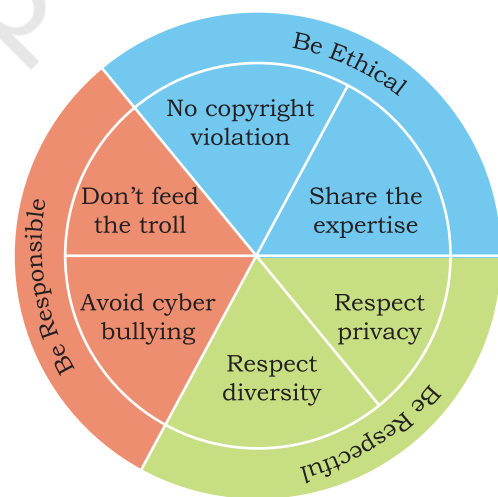 Be Ethical
No copyright
violation
Share the
expertise
Be Responsible
Don't feed
the troll
Avoid cyber
bullying
Respect
privacy
Respect
diversity
Be Respectful